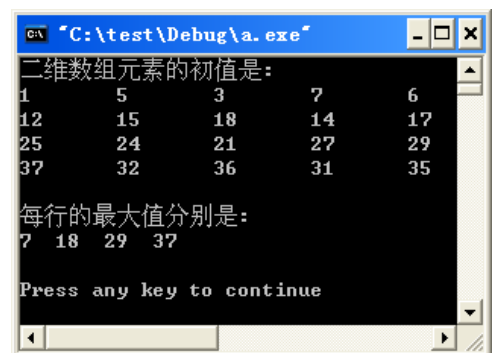 "C:\test\Debug\a.exe"
二维数组元素的初值是:
1 5 3 7 6
12 15 18 14 17
25 24 21 27 29
37 32 36 31 35
每行的最大值分别是:
7 18 29 37
Press any key to continue